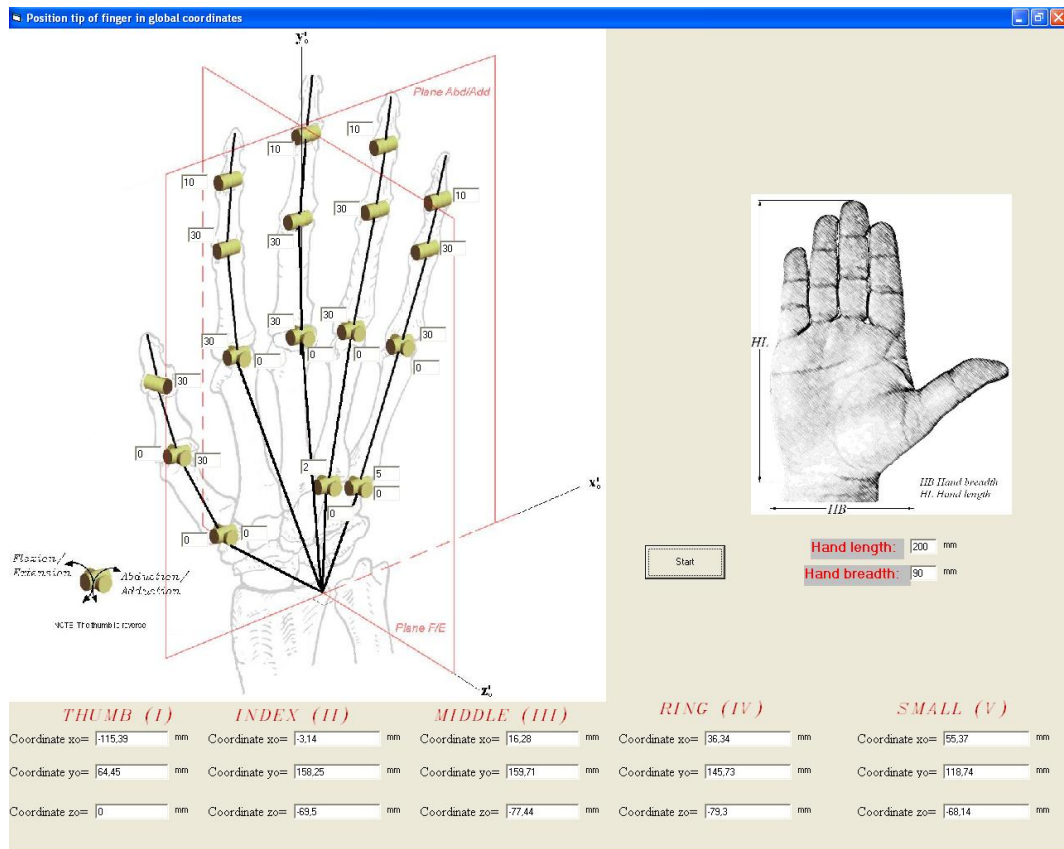 Position tip of finger in global coordinates
y'₀
Plane Abd/Add
10
10
10
10
30
30
30
30
30
30
30
30
0
0
0
0
30
0
30
2
5
0
0
0
0
x'₀
Plane F/E
z'₀
Flexion/
Extension
Abduction/
Adduction
NOTE: The thumb is reverse
HL
HB
HB Hand breadth
HL Hand length
Start
Hand length: 200 mm
Hand breadth: 90 mm
THUMB (I)
Coordinate xo= -115,39 mm
Coordinate yo= 64,45 mm
Coordinate zo= 0 mm
INDEX (II)
Coordinate xo= -3,14 mm
Coordinate yo= 158,25 mm
Coordinate zo= -69,5 mm
MIDDLE (III)
Coordinate xo= 16,28 mm
Coordinate yo= 159,71 mm
Coordinate zo= -77,44 mm
RING (IV)
Coordinate xo= 36,34 mm
Coordinate yo= 145,73 mm
Coordinate zo= -79,3 mm
SMALL (V)
Coordinate xo= 55,37 mm
Coordinate yo= 118,74 mm
Coordinate zo= -68,14 mm